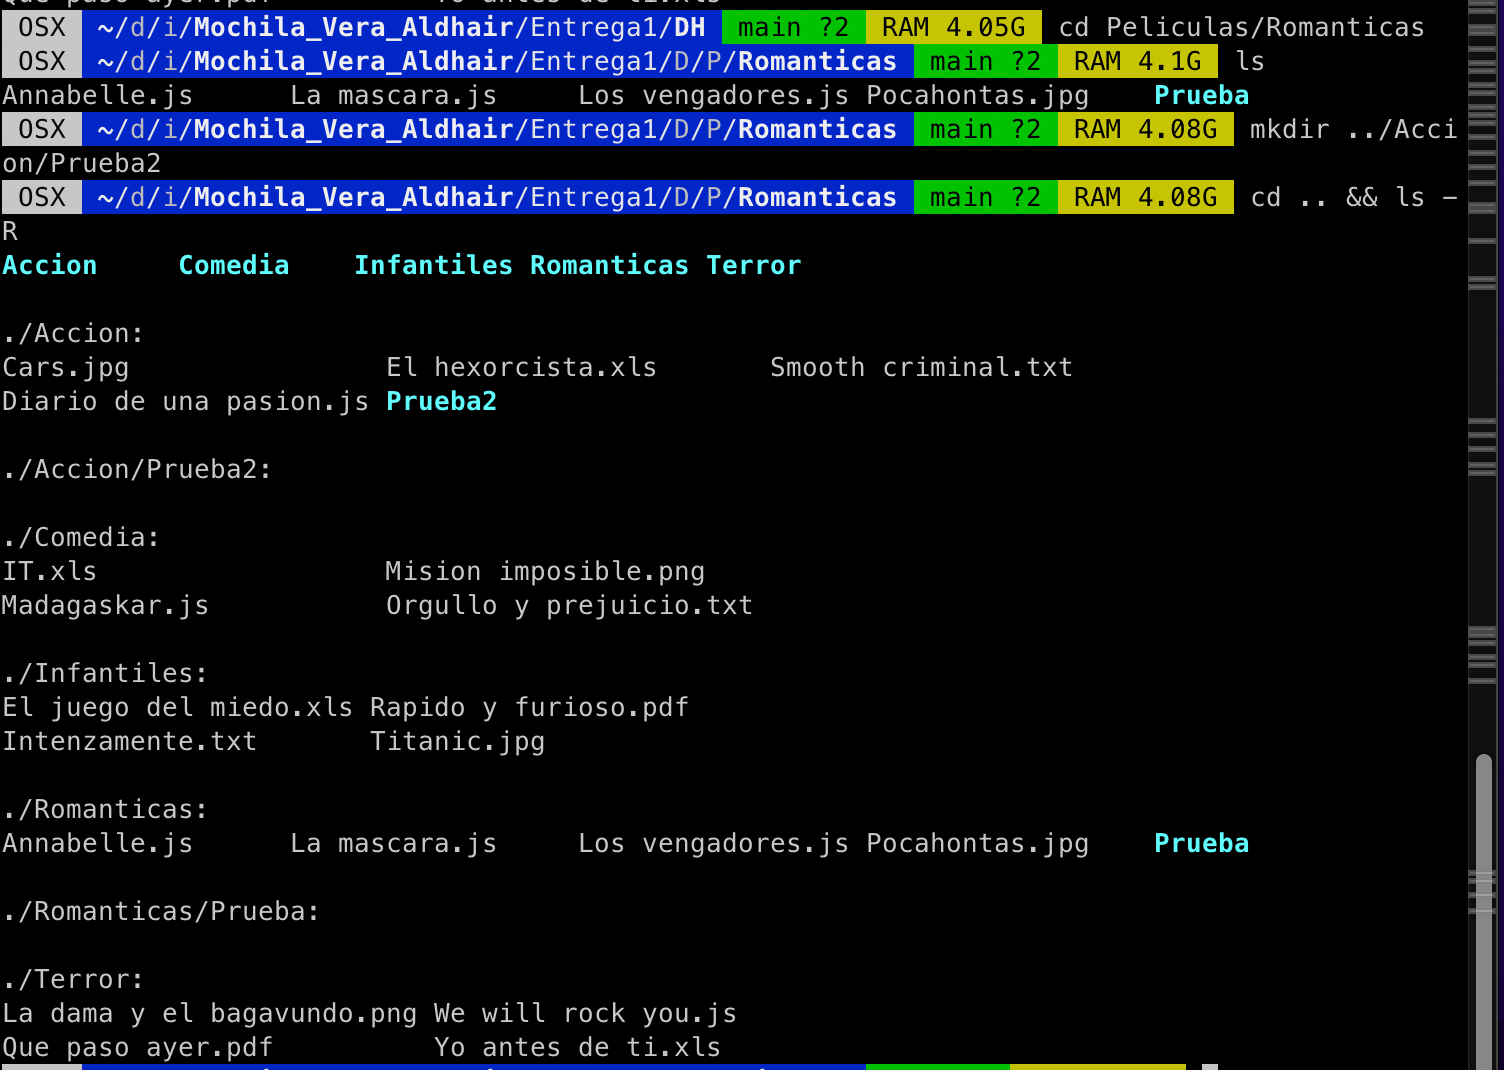 Que paso ayer.pdf          Yo antes de ti.xls
OSX  ~/d/i/Mochila_Vera_Aldhair/Entrega1/DH  main ?2  RAM 4.05G  cd Peliculas/Romanticas
OSX  ~/d/i/Mochila_Vera_Aldhair/Entrega1/D/P/Romanticas  main ?2  RAM 4.1G  ls
Annabelle.js      La mascara.js     Los vengadores.js Pocahontas.jpg    Prueba
OSX  ~/d/i/Mochila_Vera_Aldhair/Entrega1/D/P/Romanticas  main ?2  RAM 4.08G  mkdir ../Acci
on/Prueba2
OSX  ~/d/i/Mochila_Vera_Aldhair/Entrega1/D/P/Romanticas  main ?2  RAM 4.08G  cd .. && ls -
R
Accion     Comedia    Infantiles Romanticas Terror
./Accion:
Cars.jpg                El hexorcista.xls       Smooth criminal.txt
Diario de una pasion.js Prueba2
./Accion/Prueba2:
./Comedia:
IT.xls                  Mision imposible.png
Madagaskar.js           Orgullo y prejuicio.txt
./Infantiles:
El juego del miedo.xls Rapido y furioso.pdf
Intenzamente.txt       Titanic.jpg
./Romanticas:
Annabelle.js      La mascara.js     Los vengadores.js Pocahontas.jpg    Prueba
./Romanticas/Prueba:
./Terror:
La dama y el bagavundo.png We will rock you.js
Que paso ayer.pdf          Yo antes de ti.xls